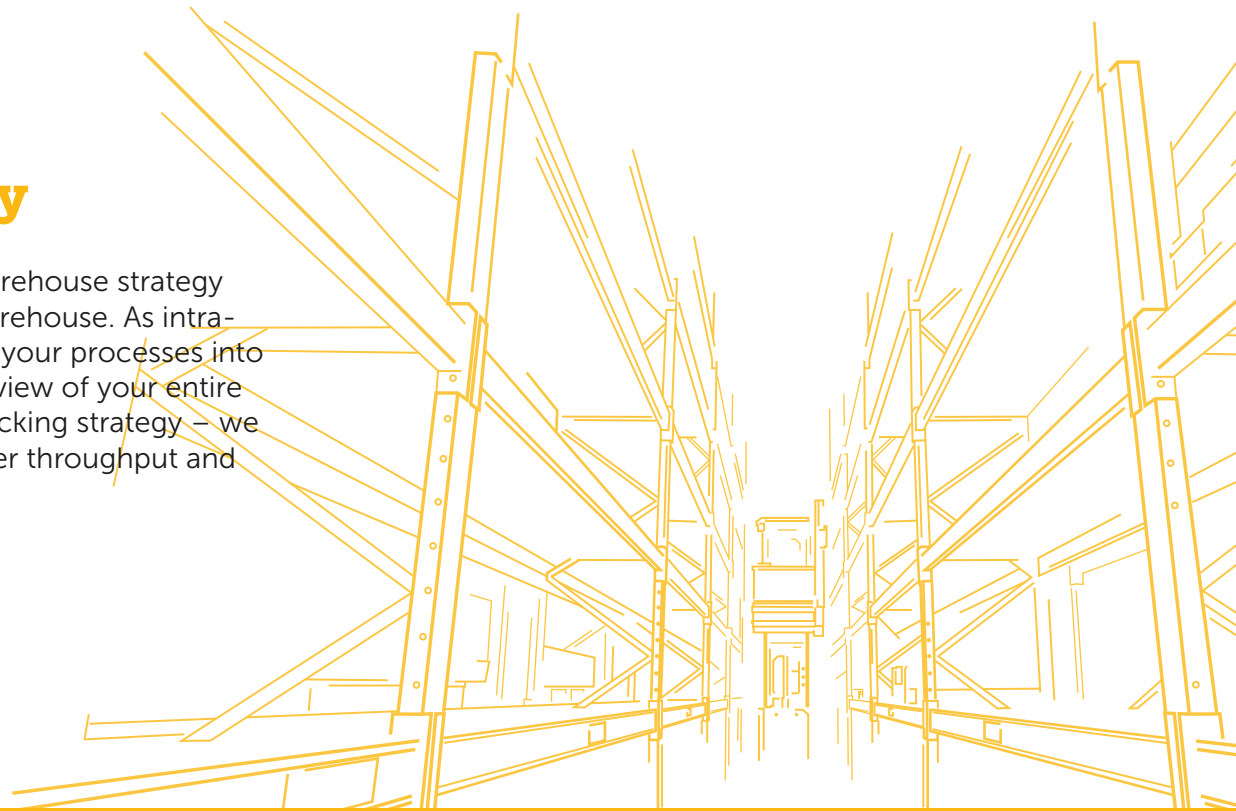 y
rehouse strategy
rehouse. As intra-
your processes into
view of your entire
cking strategy – we
er throughput and